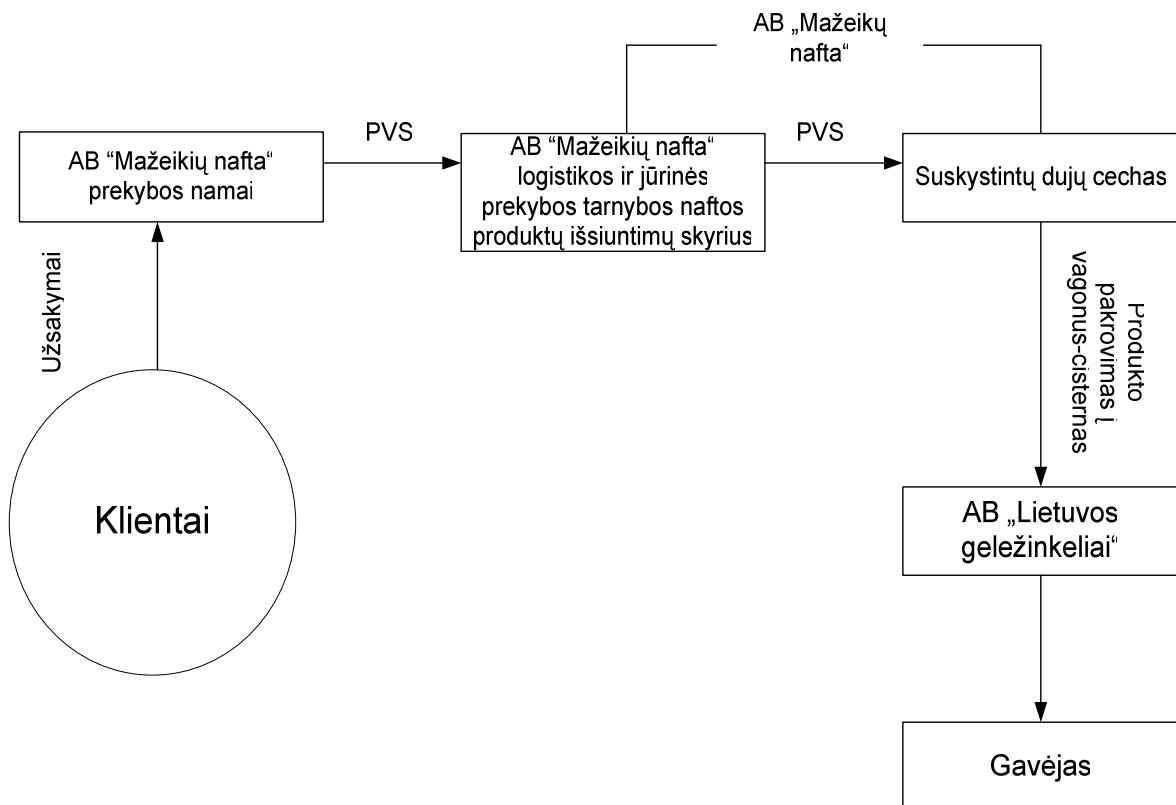 AB „Mažeikų
nafta“
PVS
PVS
AB “Mažeikių nafta“
prekybos namai
AB “Mažeikių nafta“
logistikos ir jūrinės
prekybos tarnybos naftos
produktų išsiuntimų skyrius
Suskystintų dujų cechas
Užsakymai
Produkto
pakrovimas į
vagonus-cisternas
Klientai
AB „Lietuvos
geležinkeliai“
Gavėjas